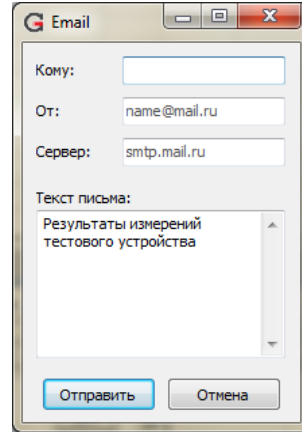 Email
Кому:
От: name@mail.ru
Сервер: smtp.mail.ru
Текст письма:
Результаты измерений
тестового устройства
Отправить Отмена